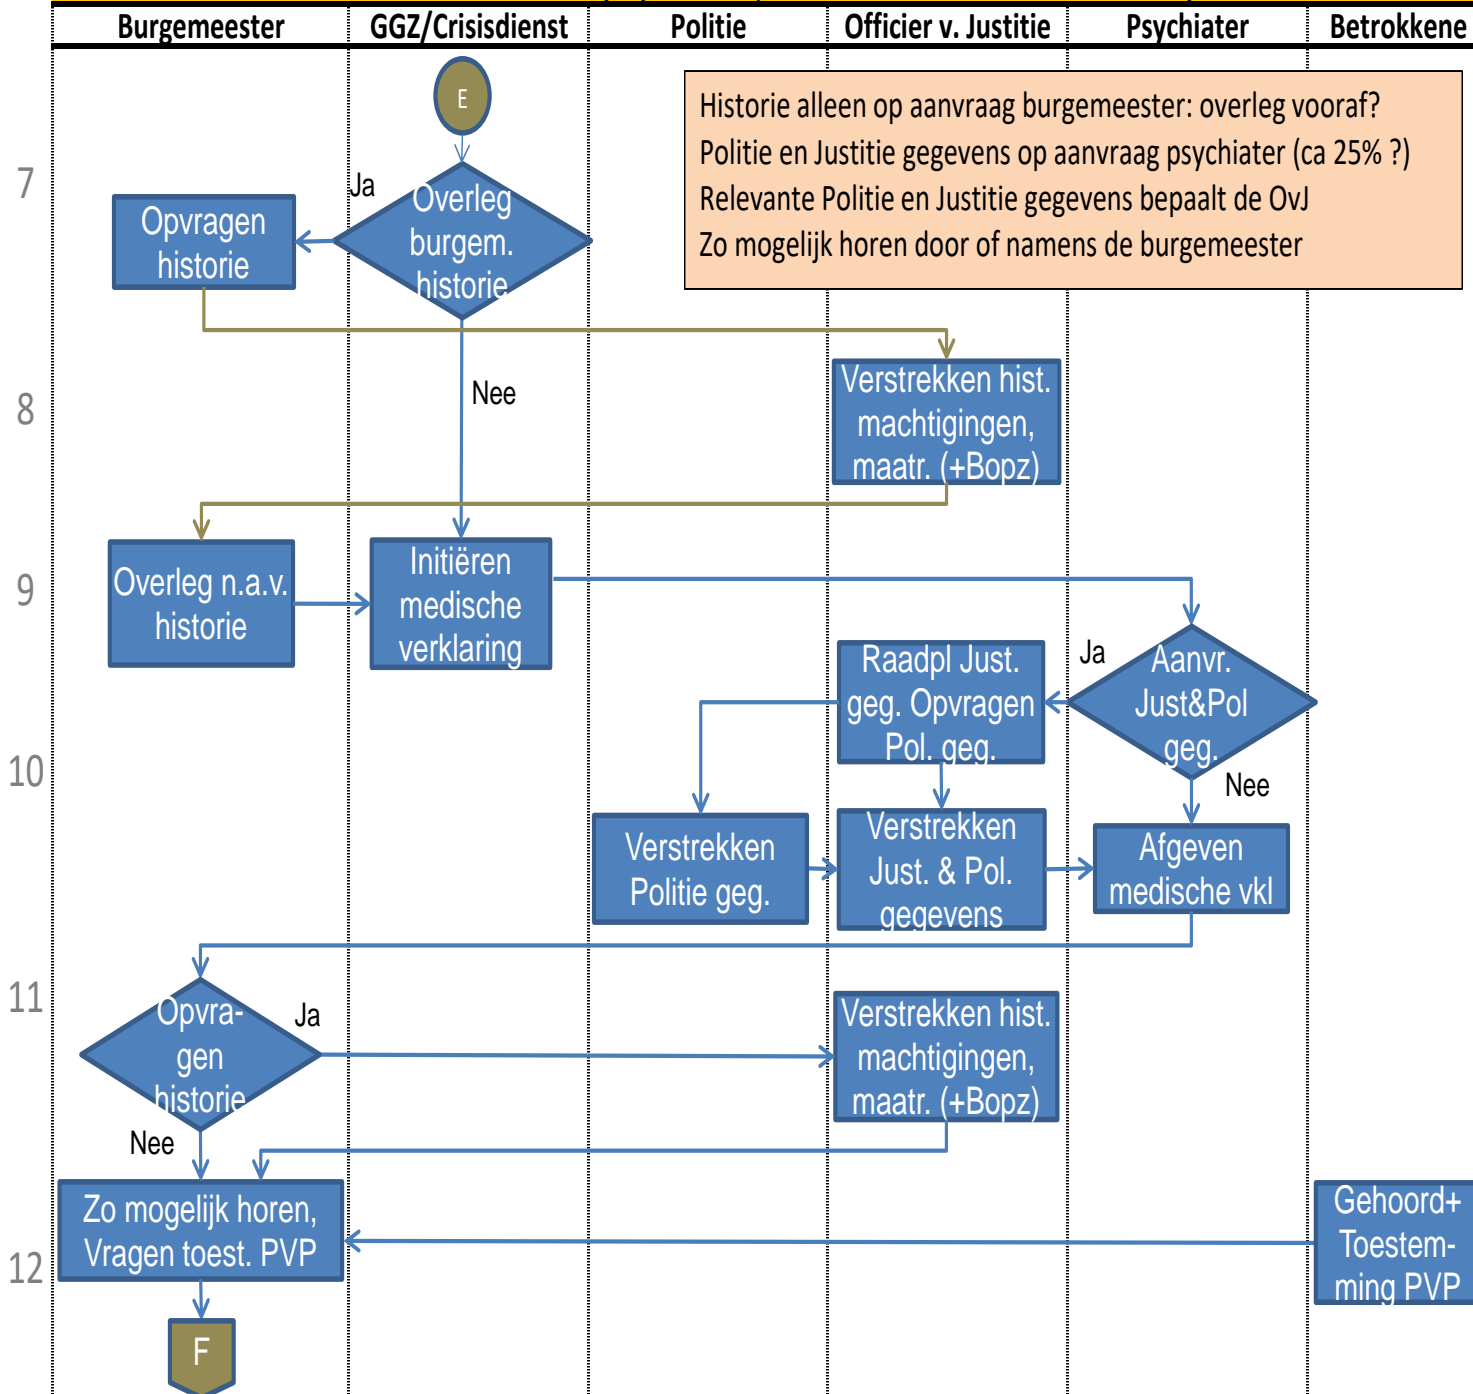 Burgemeester
GGZ/Crisisdienst
Politie
Officier v. Justitie
Psychiater
Betrokkene
E
Historie alleen op aanvraag burgemeester: overleg vooraf?
Politie en Justitie gegevens op aanvraag psychiater (ca 25% ?)
Relevante Politie en Justitie gegevens bepaalt de OvJ
Zo mogelijk horen door of namens de burgemeester
7
Ja
Opvragen
historie
Overleg
burgem.
historie
Nee
8
Verstrekken hist.
machtigingen,
maatr. (+Bopz)
9
Overleg n.a.v.
historie
Initiëren
medische
verklaring
Raadpl Just.
geg. Opvragen
Pol. geg.
Ja
Aanvr.
Just&Pol
geg.
Nee
10
Verstrekken
Politie geg.
Verstrekken
Just. & Pol.
gegevens
Afgeven
medische vkl
11
Opvra-
gen
historie
Ja
Nee
Verstrekken hist.
machtigingen,
maatr. (+Bopz)
12
Zo mogelijk horen,
Vragen toest. PVP
Gehoord+
Toestem-
ming PVP
F